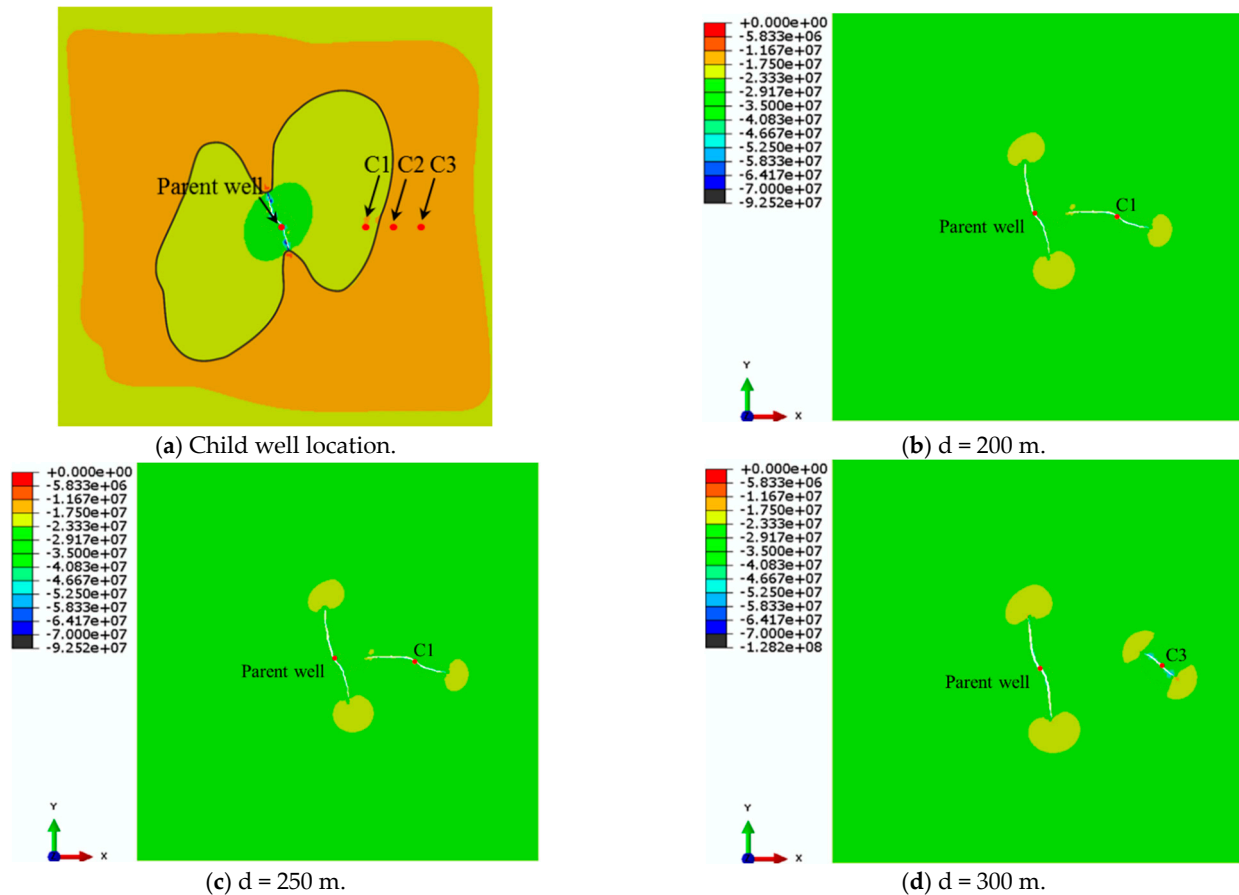 C1 C2 C3
Parent well
(a) Child well location.
+0.000e+00
-5.833e+06
-1.167e+07
-1.750e+07
-2.333e+07
-2.917e+07
-3.500e+07
-4.083e+07
-4.667e+07
-5.250e+07
-5.833e+07
-6.417e+07
-7.000e+07
-9.252e+07
C1
Parent well
Y
X
(b) d = 200 m.
+0.000e+00
-5.833e+06
-1.167e+07
-1.750e+07
-2.333e+07
-2.917e+07
-3.500e+07
-4.083e+07
-4.667e+07
-5.250e+07
-5.833e+07
-6.417e+07
-7.000e+07
-9.252e+07
C1
Parent well
Y
X
(c) d = 250 m.
+0.000e+00
-5.833e+06
-1.167e+07
-1.750e+07
-2.333e+07
-2.917e+07
-3.500e+07
-4.083e+07
-4.667e+07
-5.250e+07
-5.833e+07
-6.417e+07
-7.000e+07
-1.282e+08
C3
Parent well
Y
X
(d) d = 300 m.